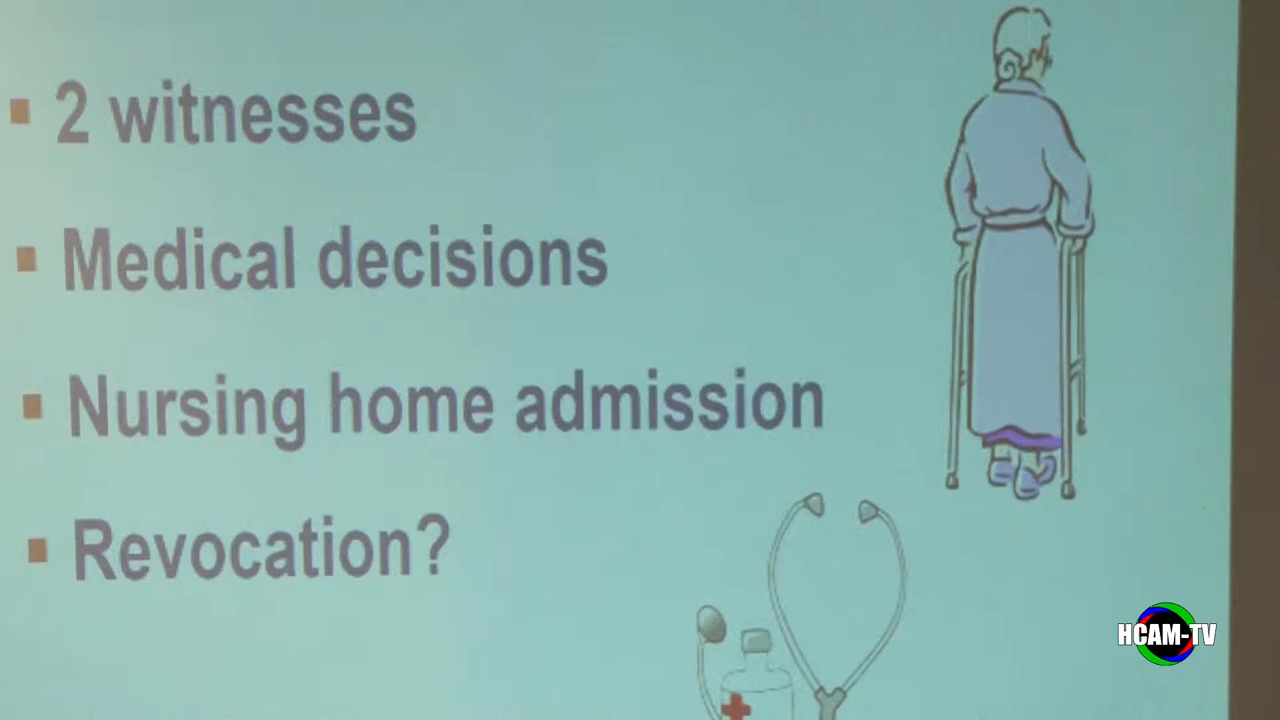 2 witnesses
Medical decisions
Nursing home admission
Revocation?
HCAM-TV